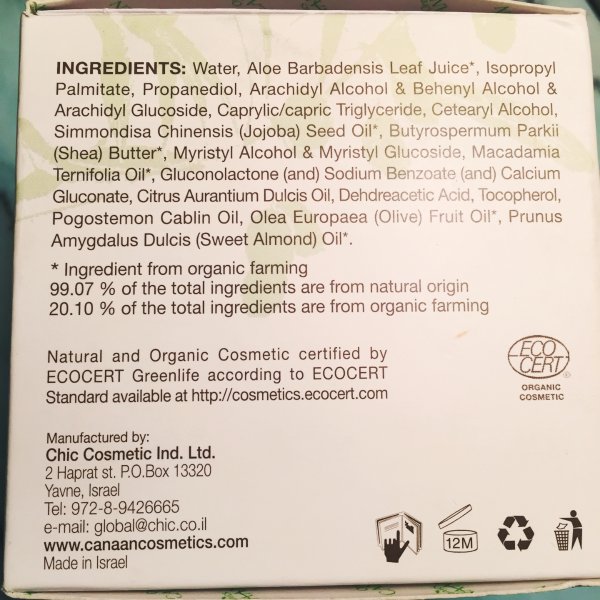 INGREDIENTS: Water, Aloe Barbadensis Leaf Juice*, Isopropyl
Palmitate, Propanediol, Arachidyl Alcohol & Behenyl Alcohol &
Arachidyl Glucoside, Caprylic/capric Triglyceride, Cetearyl Alcohol,
Simmondisa Chinensis (Jojoba) Seed Oil*, Butyrospermum Parkii
(Shea) Butter*, Myristyl Alcohol & Myristyl Glucoside, Macadamia
Ternifolia Oil*, Gluconolactone (and) Sodium Benzoate (and) Calcium
Gluconate, Citrus Aurantium Dulcis Oil, Dehdreacetic Acid, Tocopherol,
Pogostemon Cablin Oil, Olea Europaea (Olive) Fruit Oil*, Prunus
Amygdalus Dulcis (Sweet Almond) Oil*.
* Ingredient from organic farming
99.07 % of the total ingredients are from natural origin
20.10 % of the total ingredients are from organic farming
Natural and Organic Cosmetic certified by
ECOCERT Greenlife according to ECOCERT
Standard available at http://cosmetics.ecocert.com
ECO
CERT®
ORGANIC
COSMETIC
Manufactured by:
Chic Cosmetic Ind. Ltd.
2 Haprat st. P.O.Box 13320
Yavne, Israel
Tel: 972-8-9426665
e-mail: global@chic.co.il
www.canaancosmetics.com
Made in Israel
12M